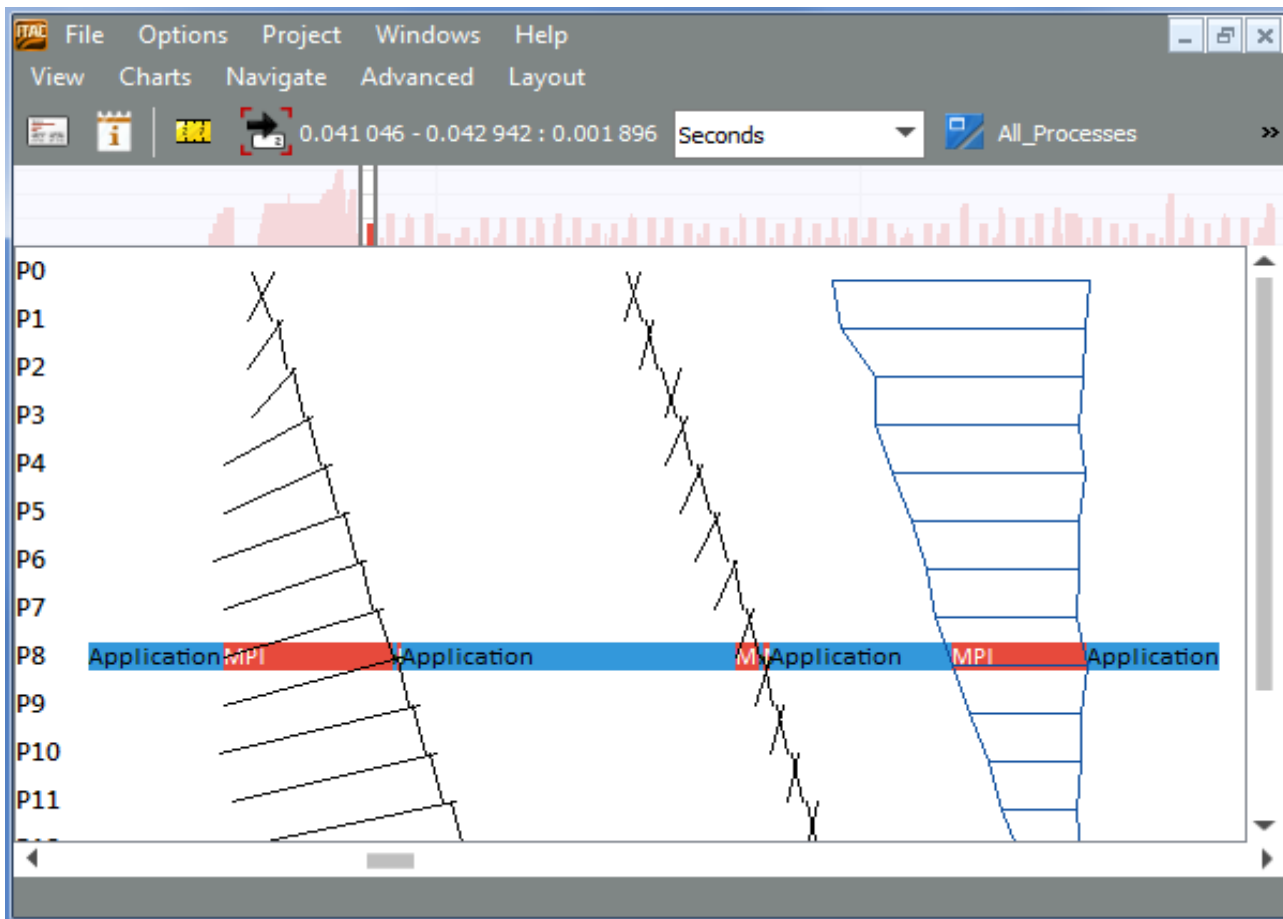 ITAC File Options Project Windows Help
View Charts Navigate Advanced Layout
0.041 046 - 0.042 942 : 0.001 896 Seconds All_Processes »
P0
P1
P2
P3
P4
P5
P6
P7
P8 Application MPI Application M Application MPI Application
P9
P10
P11